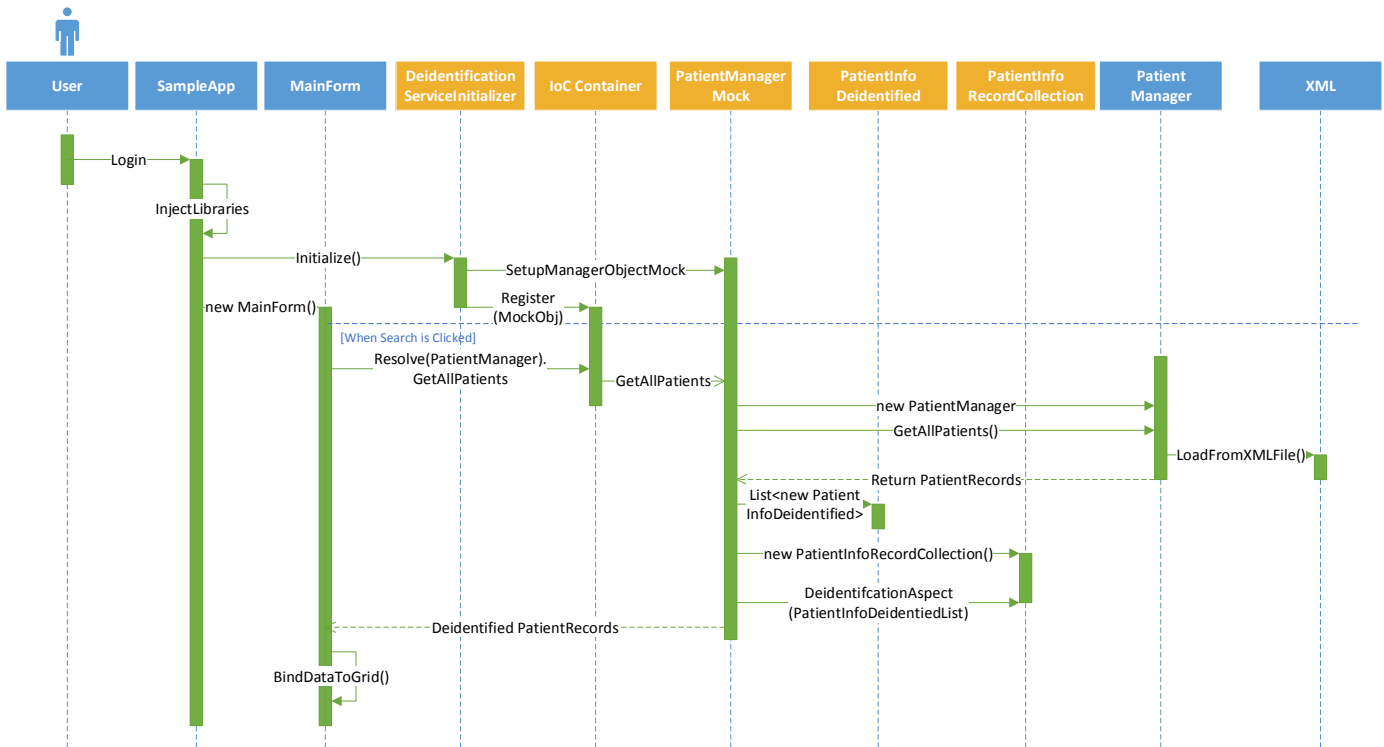 User
SampleApp
MainForm
Deidentification
ServiceInitializer
IoC Container
PatientManager
Mock
PatientInfo
Deidentified
PatientInfo
RecordCollection
Patient
Manager
XML
Login
InjectLibraries
Initialize()
SetupManagerObjectMock
new MainForm()
Register
(MockObj)
[When Search is Clicked]
Resolve(PatientManager).
GetAllPatients
GetAllPatients
new PatientManager
GetAllPatients()
LoadFromXMLFile()
Return PatientRecords
List<new Patient
InfoDeidentified>
new PatientInfoRecordCollection()
DeidentifcationAspect
(PatientInfoDeidentiedList)
Deidentified PatientRecords
BindDataToGrid()